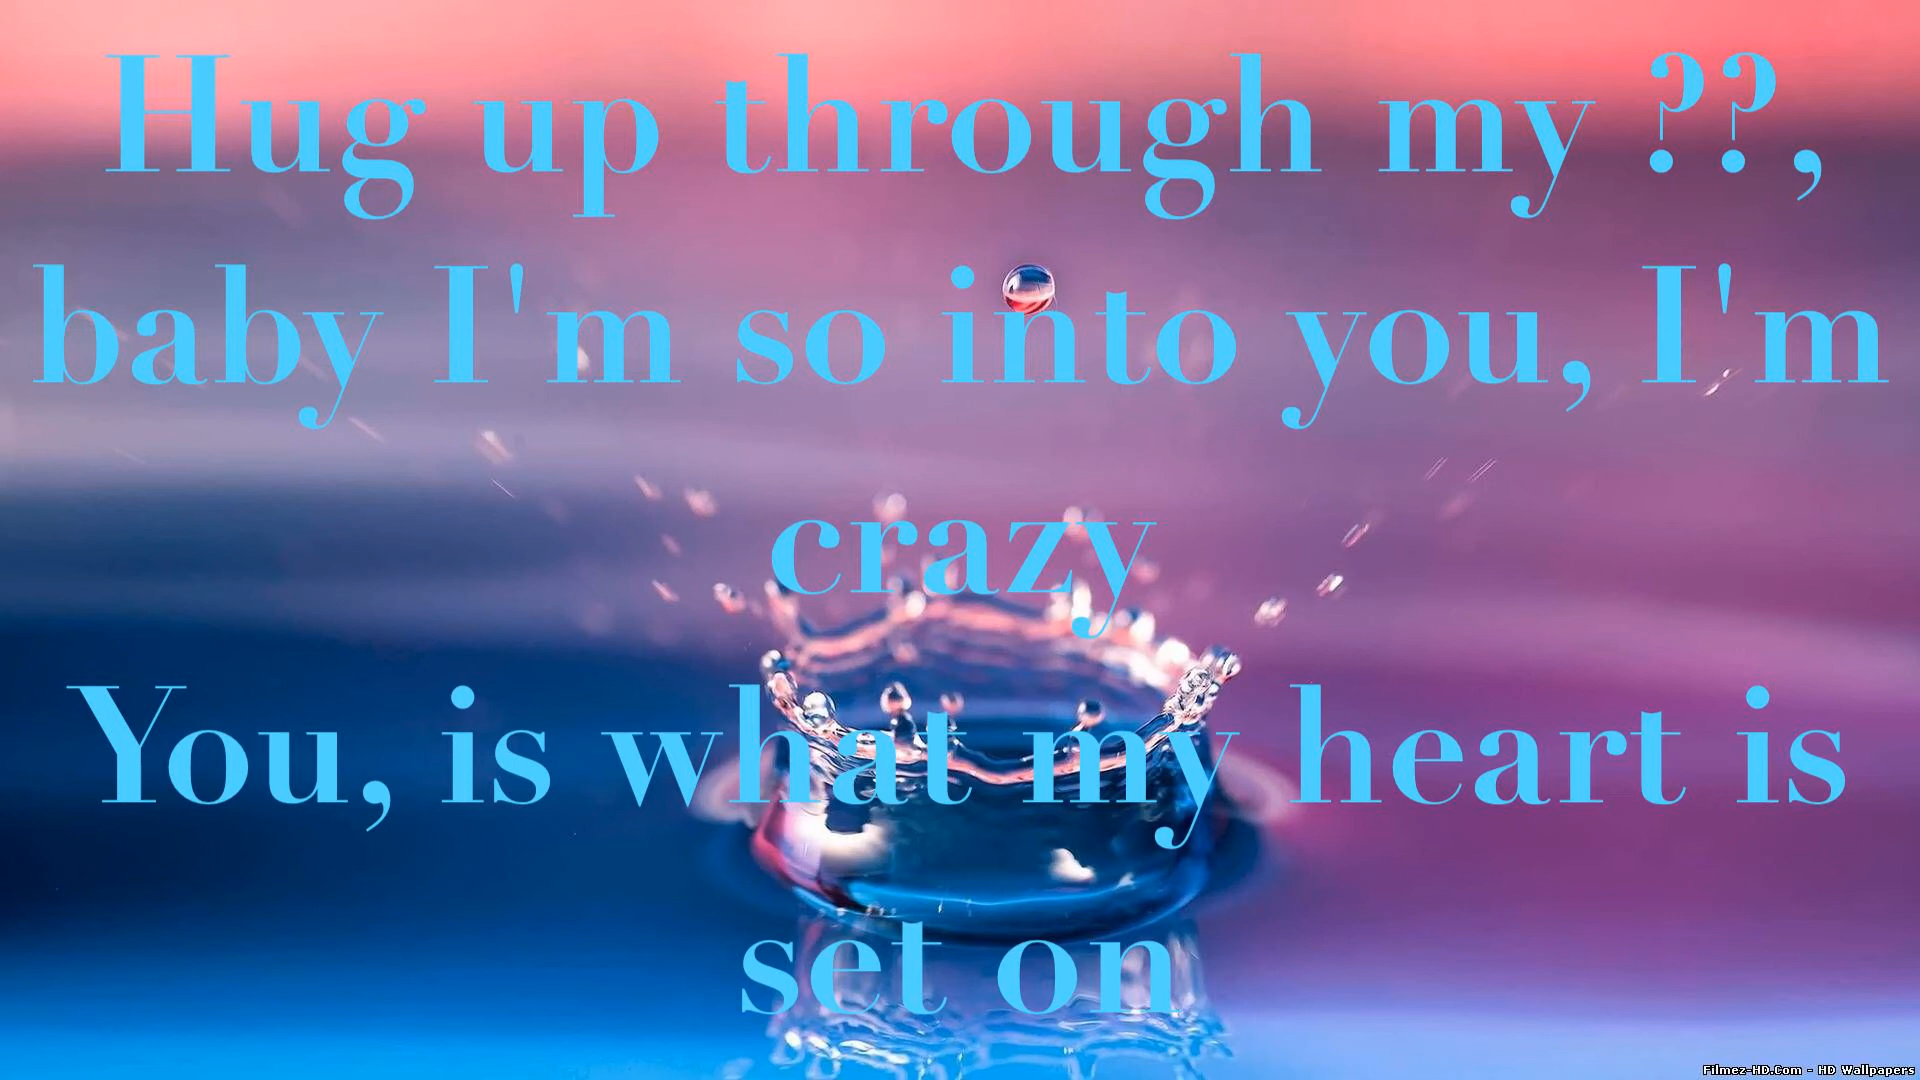 Hug up through my ??,
baby I'm so into you, I'm
crazy
You, is what my heart is
set on
Filmez-HD.Com - HD Wallpapers